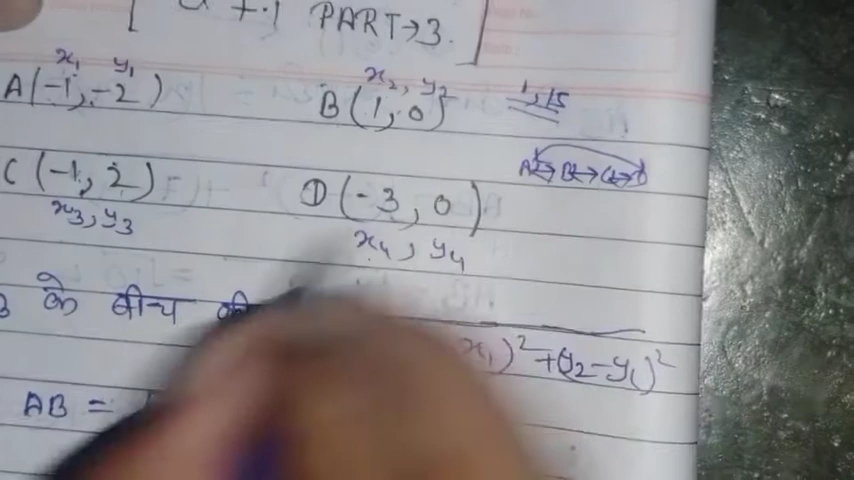 PART→3.
x₁ y₁ x₂, y₂
A(-1, -2) B(1, 0)
A↔B↔C↔D
C(-1, 2) D(-3, 0)
x₃, y₃ x₄, y₄
के बीच की
x₁)²+(y₂-y₁)²
AB =